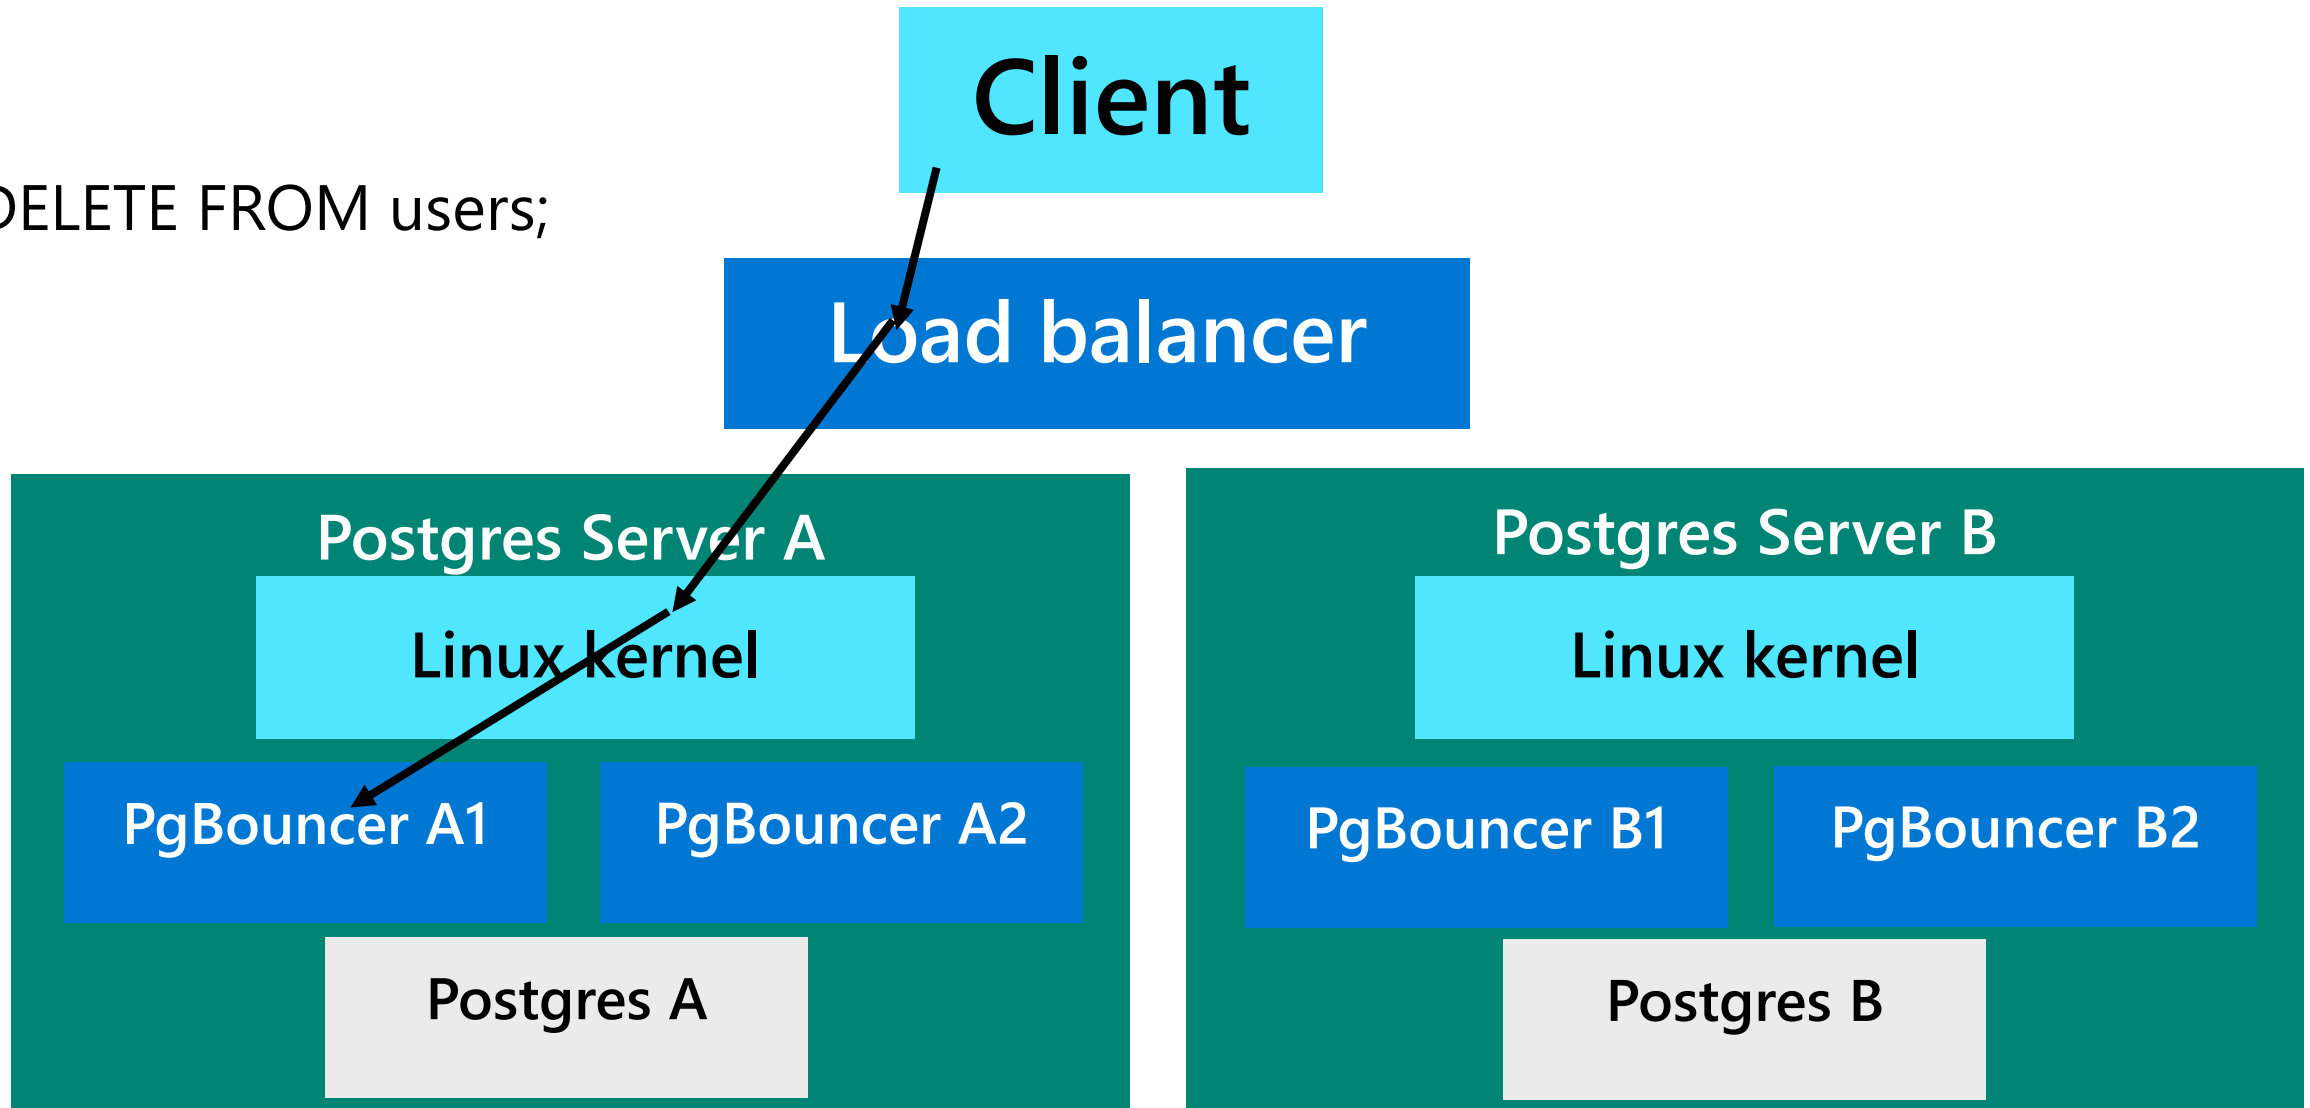 Client
DELETE FROM users;
Load balancer
Postgres Server A
Postgres Server B
Linux kernel
Linux kernel
PgBouncer A1
PgBouncer A2
PgBouncer B1
PgBouncer B2
Postgres A
Postgres B